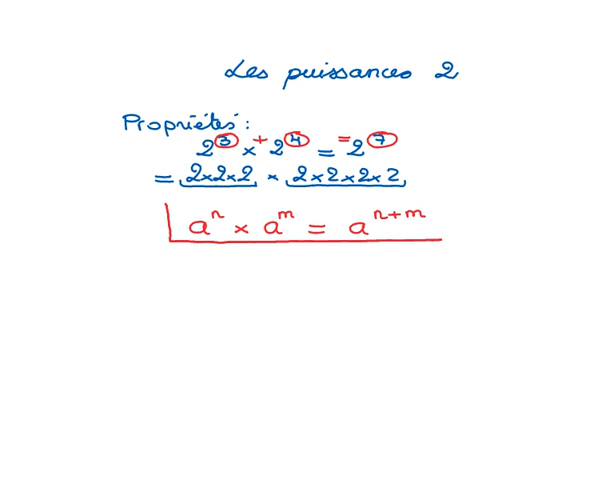 Les puissances 2
Propriétés :
2³ × 2⁴ = 2⁷
+ =
= 2×2×2 × 2×2×2×2
aⁿ × aᵐ = aⁿ⁺ᵐ